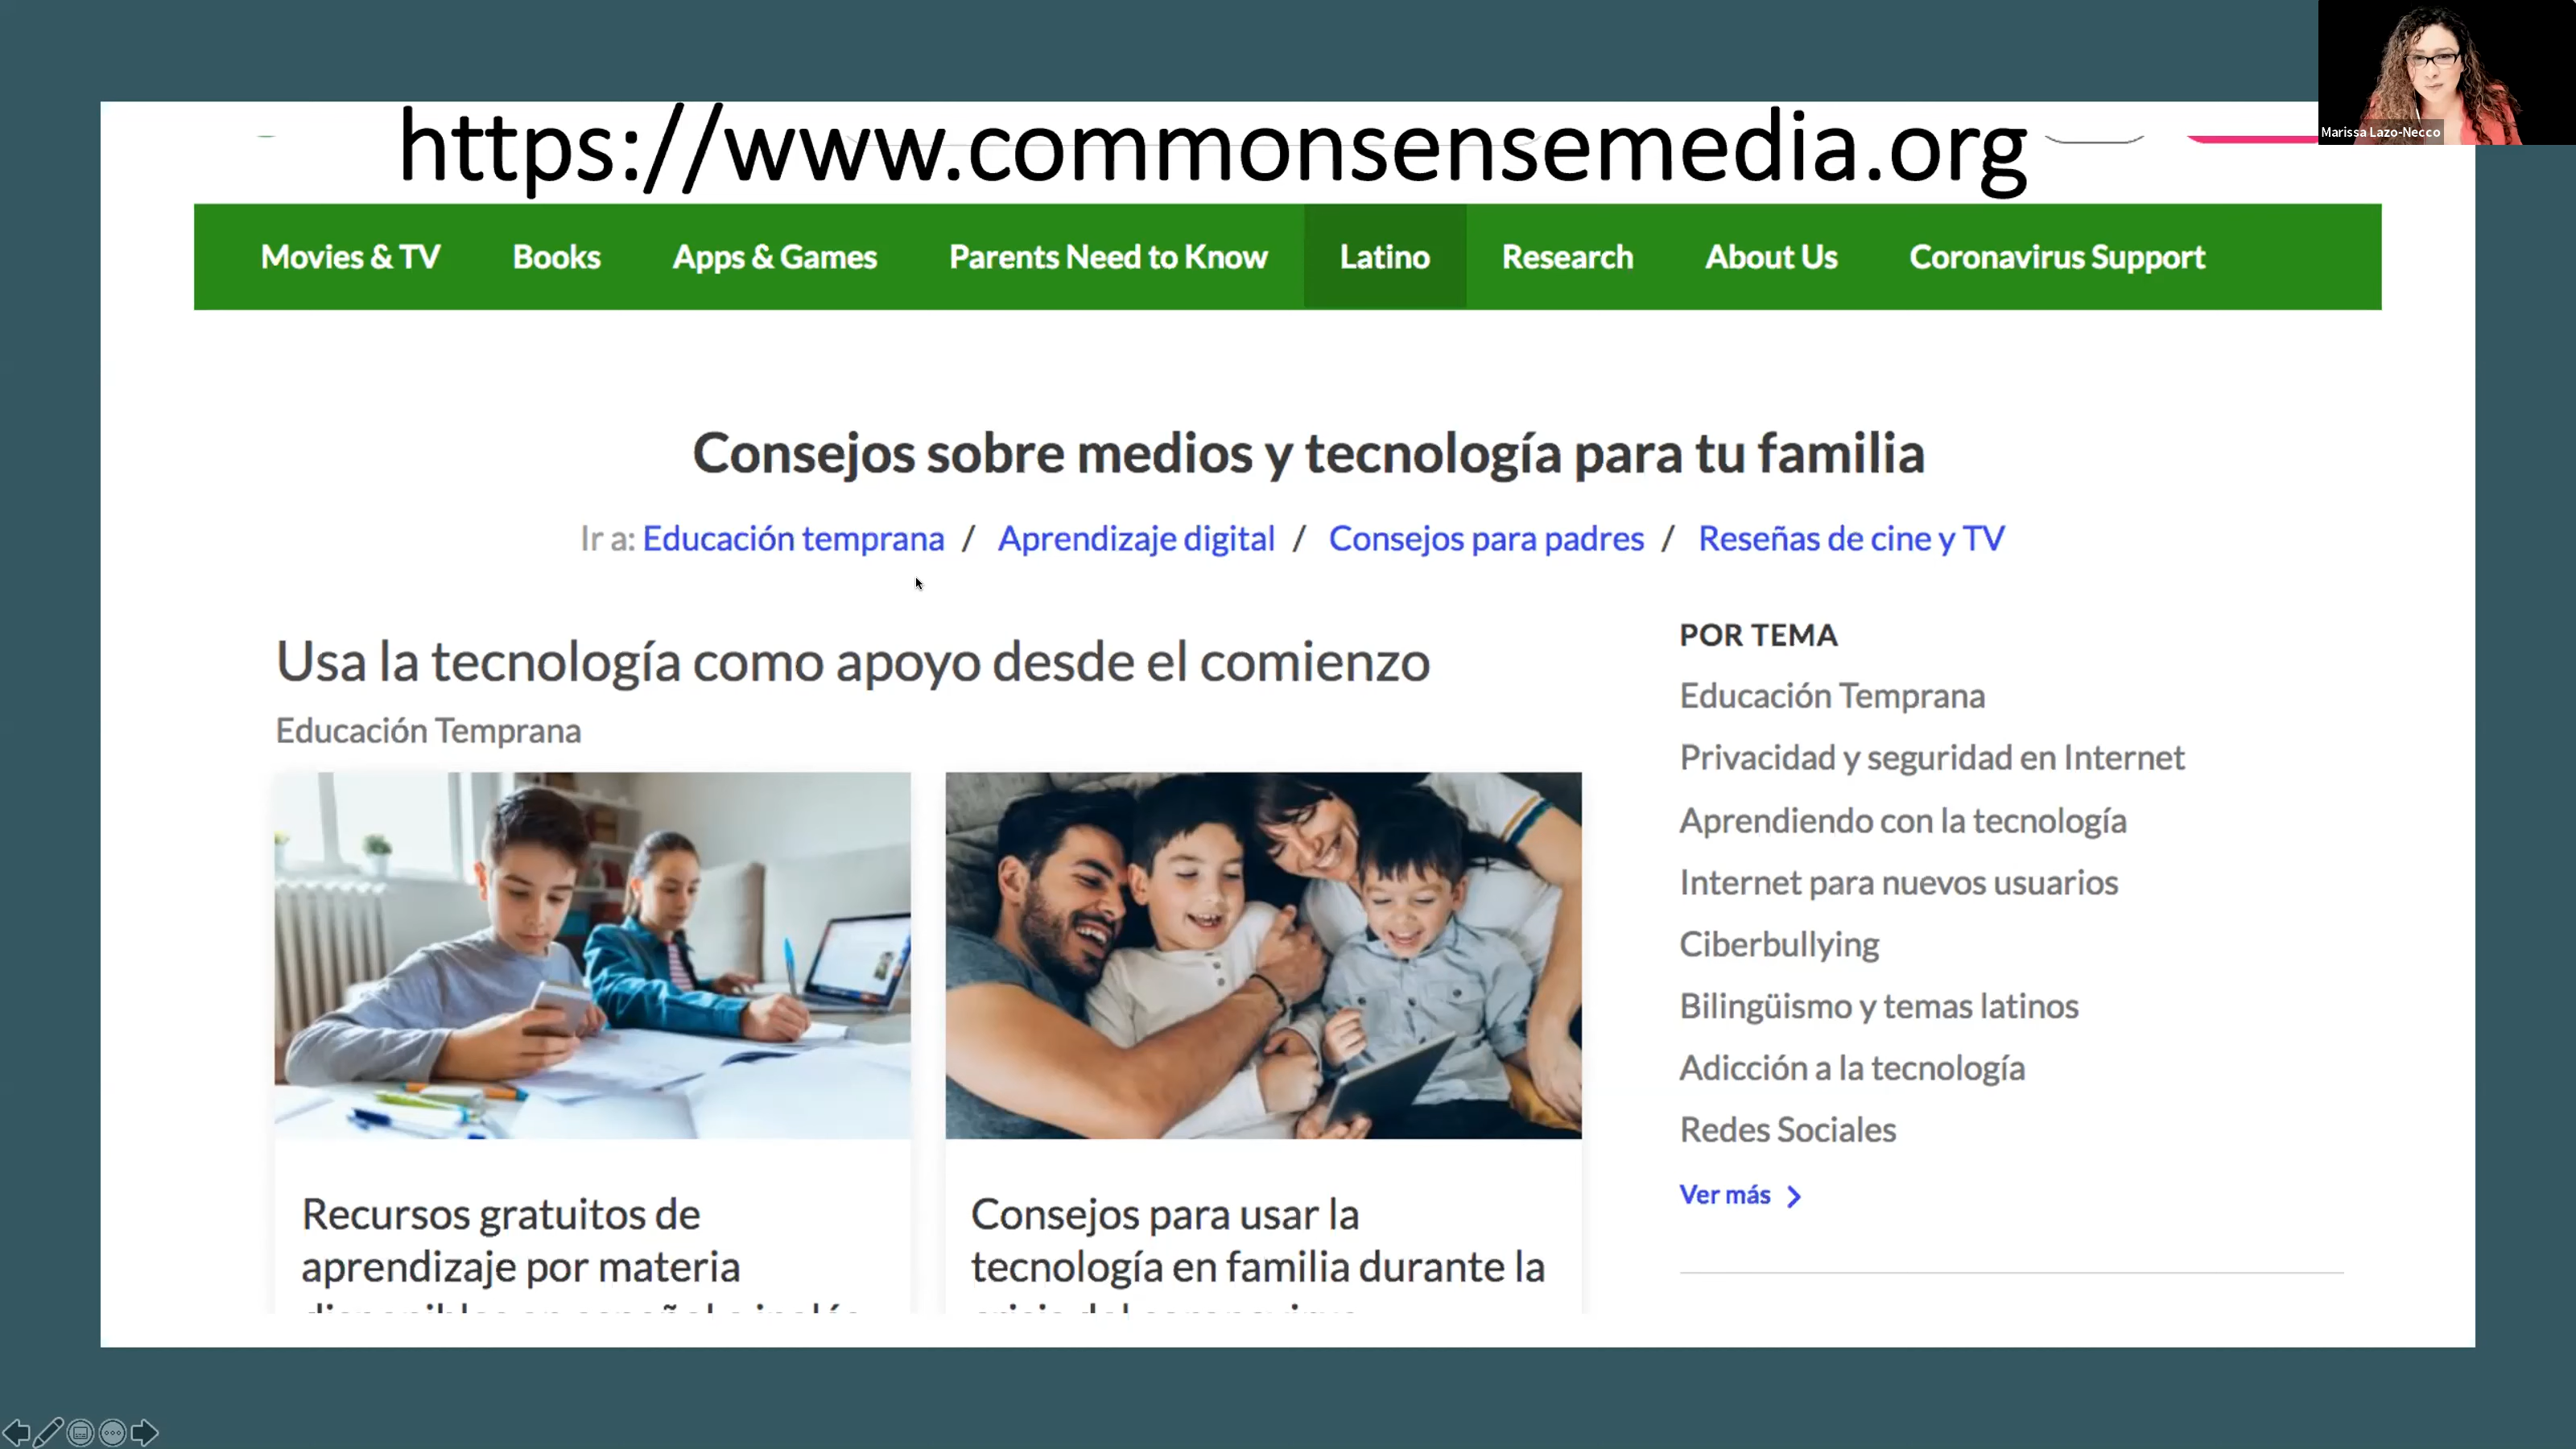 https://www.commonsensemedia.org
Marissa Lazo-Necco
Movies & TV Books Apps & Games Parents Need to Know Latino Research About Us Coronavirus Support
Consejos sobre medios y tecnología para tu familia
Ir a: Educación temprana / Aprendizaje digital / Consejos para padres / Reseñas de cine y TV
Usa la tecnología como apoyo desde el comienzo
Educación Temprana
Recursos gratuitos de
aprendizaje por materia
Consejos para usar la
tecnología en familia durante la
POR TEMA
Educación Temprana
Privacidad y seguridad en Internet
Aprendiendo con la tecnología
Internet para nuevos usuarios
Ciberbullying
Bilingüismo y temas latinos
Adicción a la tecnología
Redes Sociales
Ver más